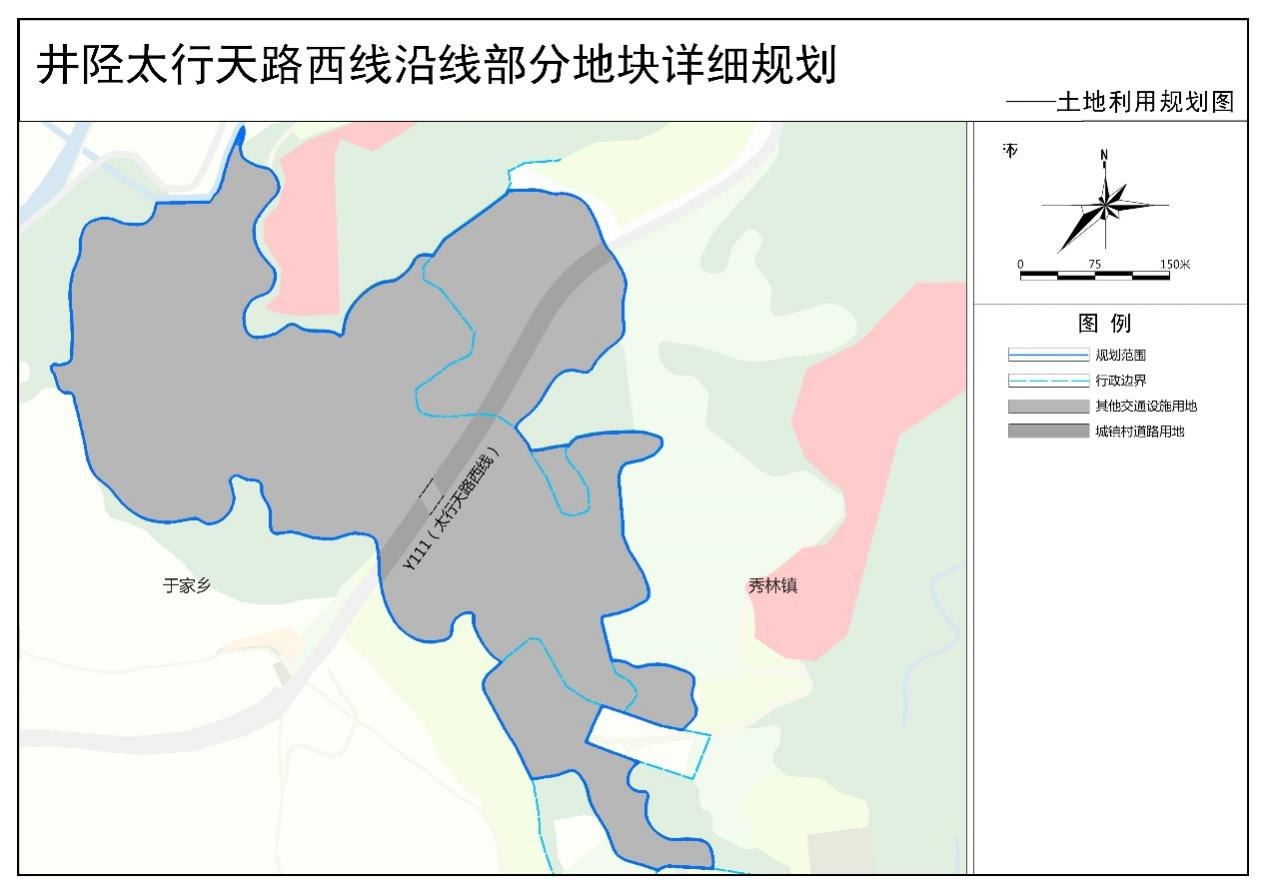 井陉太行天路西线沿线部分地块详细规划
——土地利用规划图
N
0 75 150米
图 例
规划范围
行政边界
其他交通设施用地
城镇村道路用地
Y111（太行天路西线）
于家乡
秀林镇